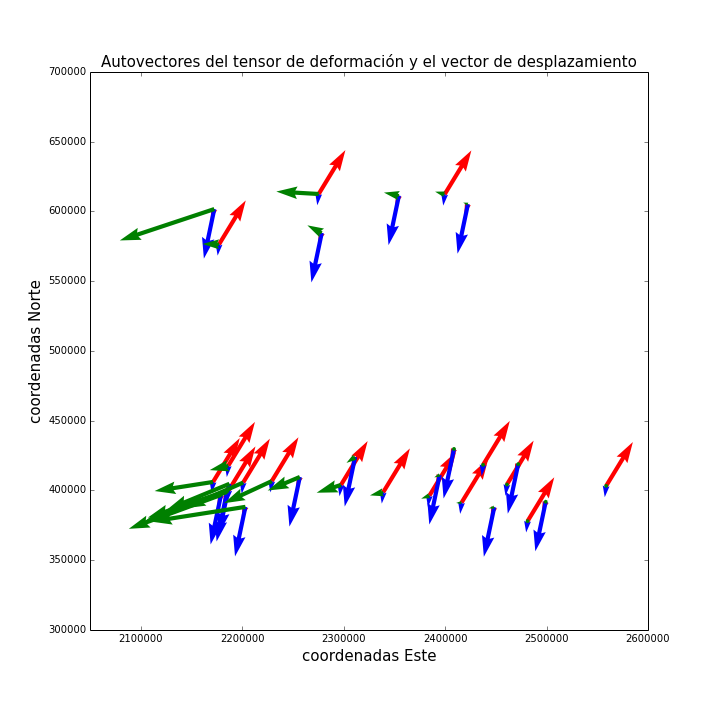 Autovectores del tensor de deformación y el vector de desplazamiento
700000
650000
600000
550000
500000
450000
400000
350000
300000
coordenadas Norte
2100000 2200000 2300000 2400000 2500000 2600000
coordenadas Este